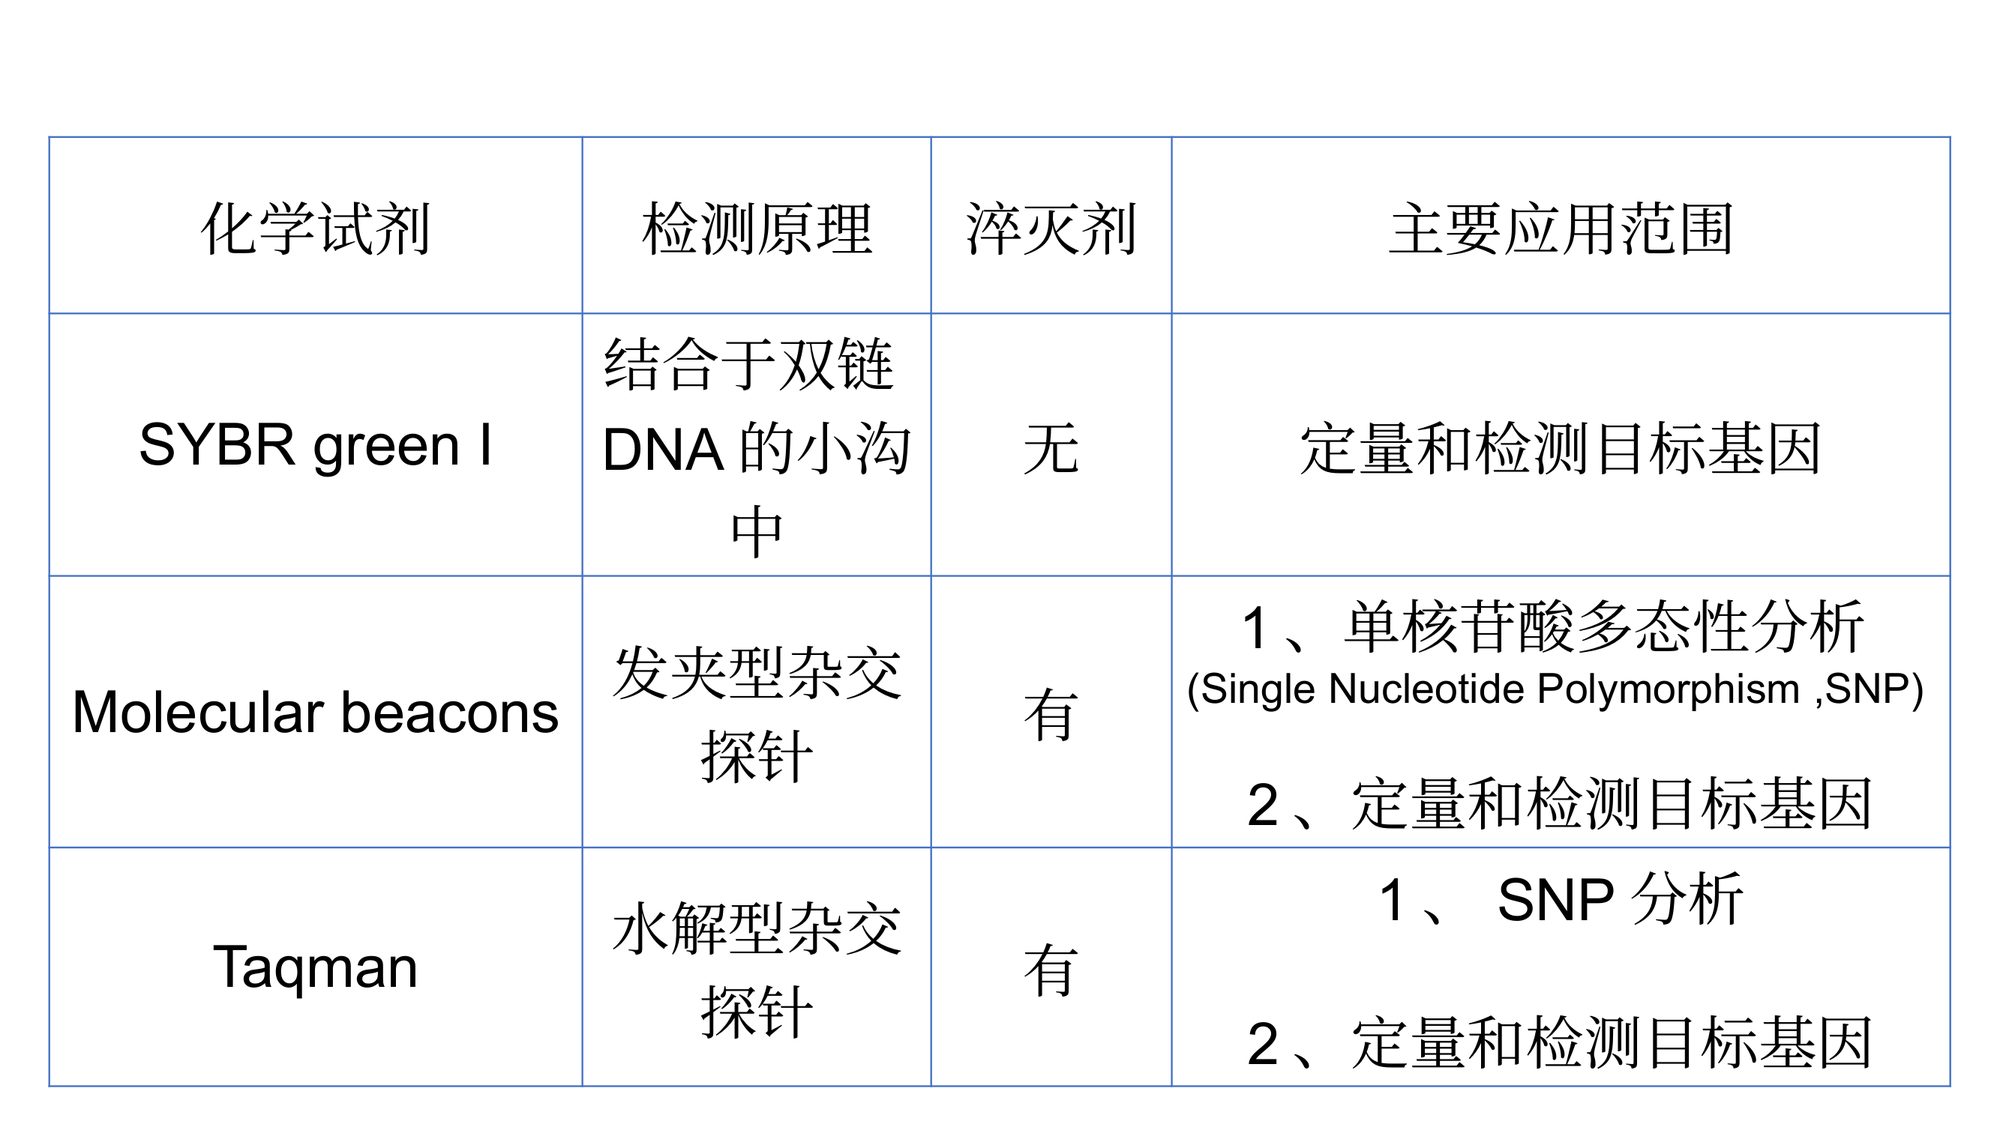 化学试剂
检测原理
淬灭剂
主要应用范围
SYBR green I
结合于双链
DNA 的小沟
中
无
定量和检测目标基因
Molecular beacons
发夹型杂交
探针
有
1 、单核苷酸多态性分析
(Single Nucleotide Polymorphism ,SNP)
2 、定量和检测目标基因
Taqman
水解型杂交
探针
有
1 、 SNP 分析
2 、定量和检测目标基因